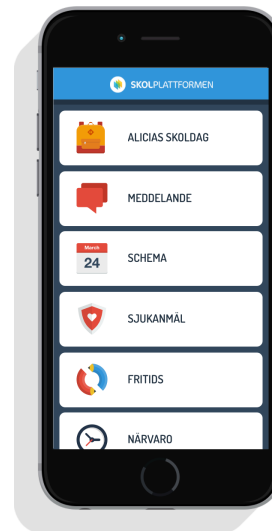 SKOLPLATTFORMEN
ALICIAS SKOLDAG
MEDDELANDE
March
24
SCHEMA
SJUKANMÄL
FRITIDS
NÄRVARO